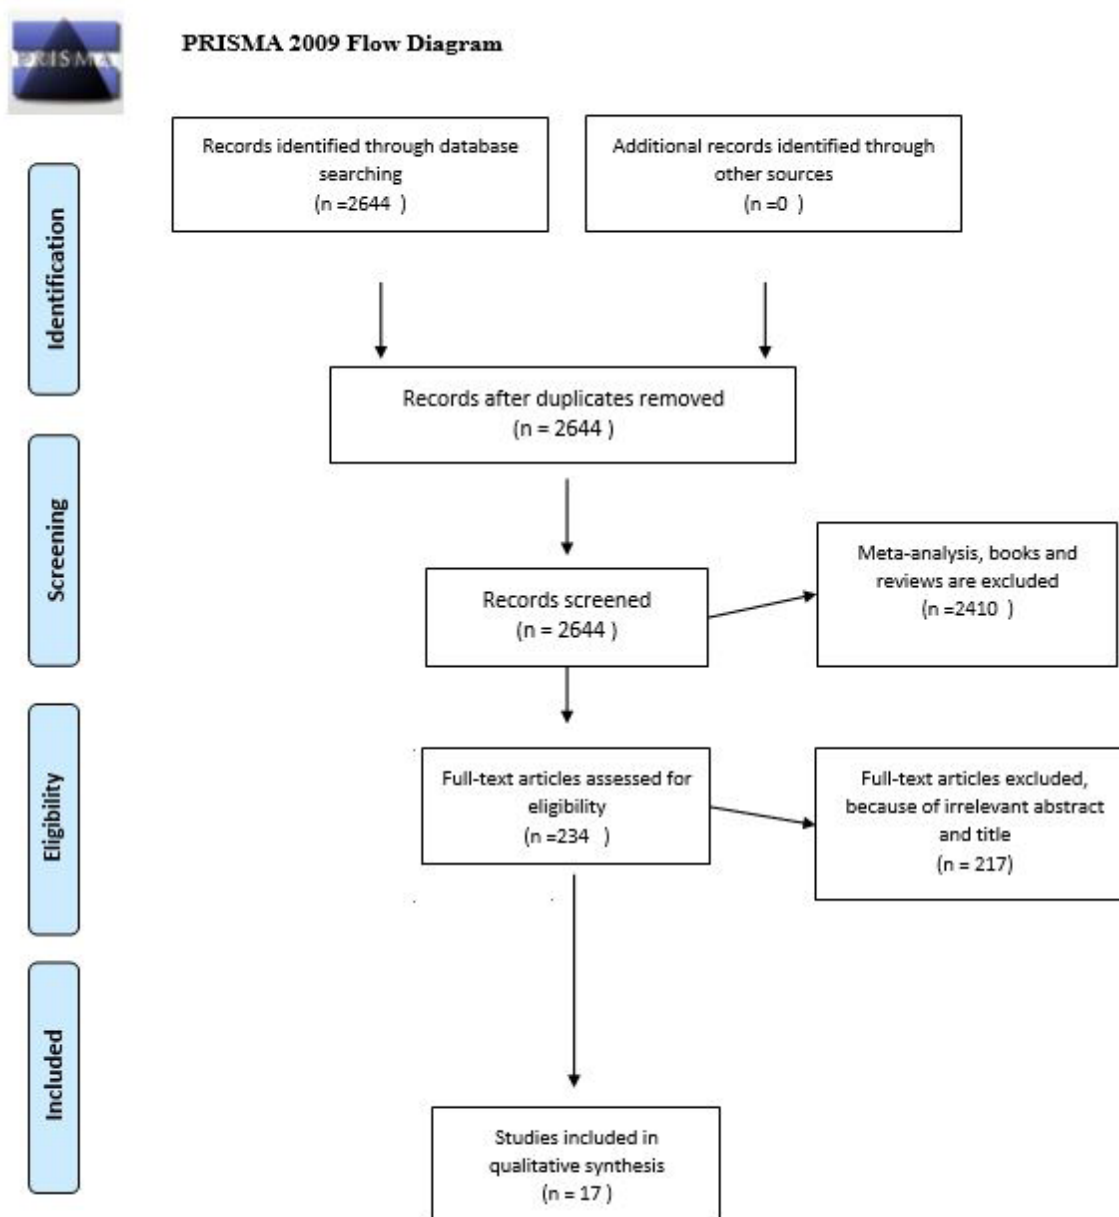 PRISMA
PRISMA 2009 Flow Diagram
Records identified through database
searching
(n =2644 )
Additional records identified through
other sources
(n =0 )
Identification
Records after duplicates removed
(n = 2644 )
Screening
Records screened
(n = 2644 )
Meta-analysis, books and
reviews are excluded
(n =2410 )
Eligibility
Full-text articles assessed for
eligibility
(n =234 )
Full-text articles excluded,
because of irrelevant abstract
and title
(n = 217)
Included
Studies included in
qualitative synthesis
(n = 17 )